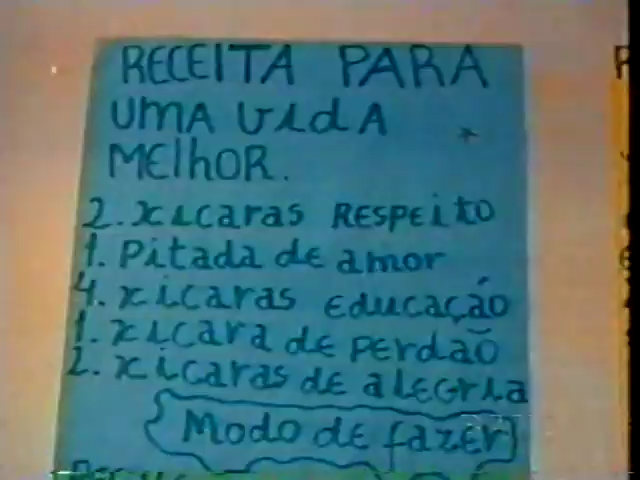 RECEITA PARA
UMA VIdA
MElhOR.
2. xicaras RESPEito
1. Pitada dE amor
4. xicaras Educação
1. xicara dE PErdão
2. xicaras dE alEGria
Modo dE fazEr